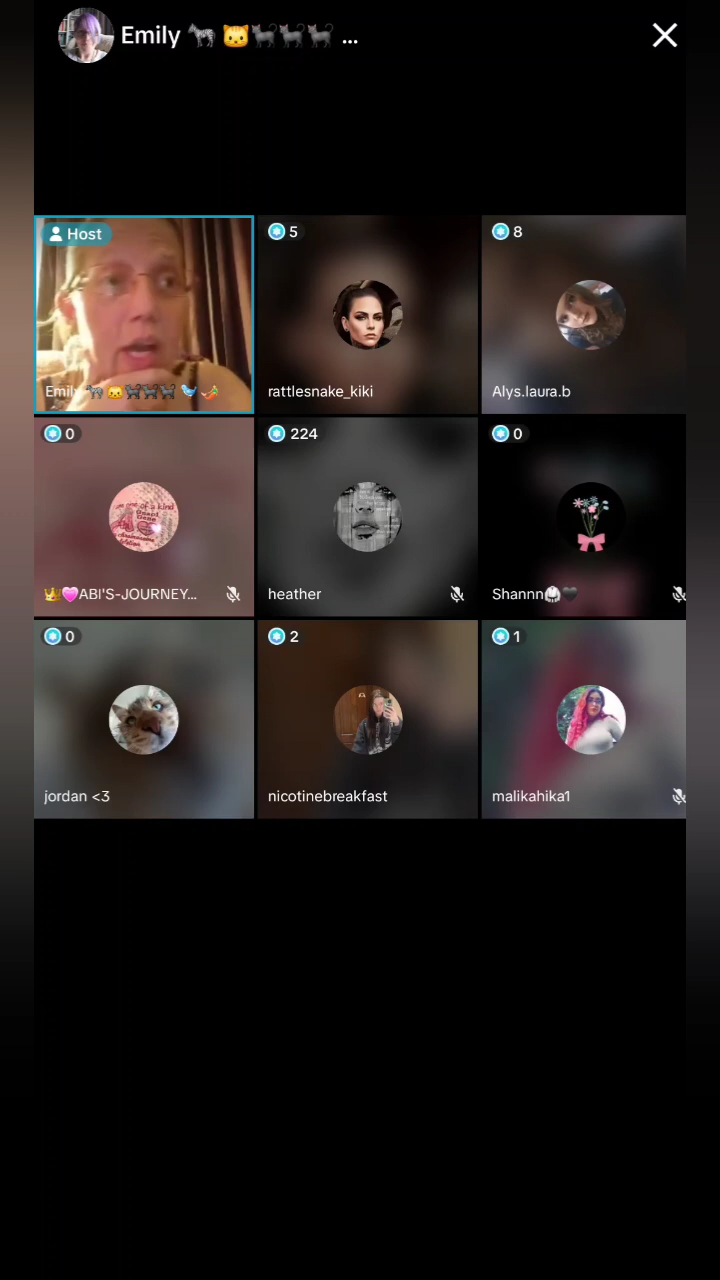 Emily 🦓 🐱🐈‍⬛🐈‍⬛🐈‍⬛ ...
Host
5
8
Emily 🦓 🐱🐈‍⬛🐈‍⬛🐈‍⬛ 🐦
rattlesnake_kiki
Alys.laura.b
0
224
0
👑💗ABI'S-JOURNEY...
heather
Shannn🥋🖤
0
2
1
jordan <3
nicotinebreakfast
malikahika1